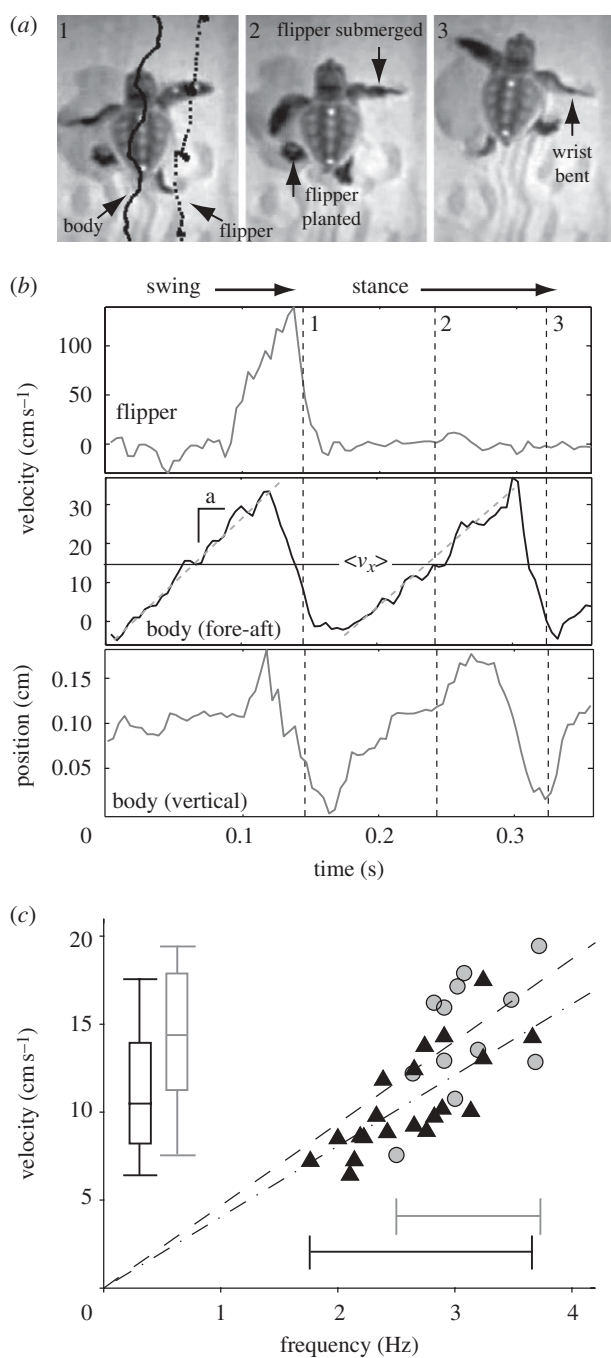 (a)
1
2
3
flipper submerged
body
flipper
flipper
planted
wrist
bent
(b)
swing
stance
1
2
3
velocity (cm s⁻¹)
100
50
0
flipper
30
20
10
0
a
<vₓ>
body (fore-aft)
position (cm)
0.15
0.10
0.05
body (vertical)
0
0.1
0.2
0.3
time (s)
(c)
velocity (cm s⁻¹)
20
15
10
5
0
1
2
3
4
frequency (Hz)